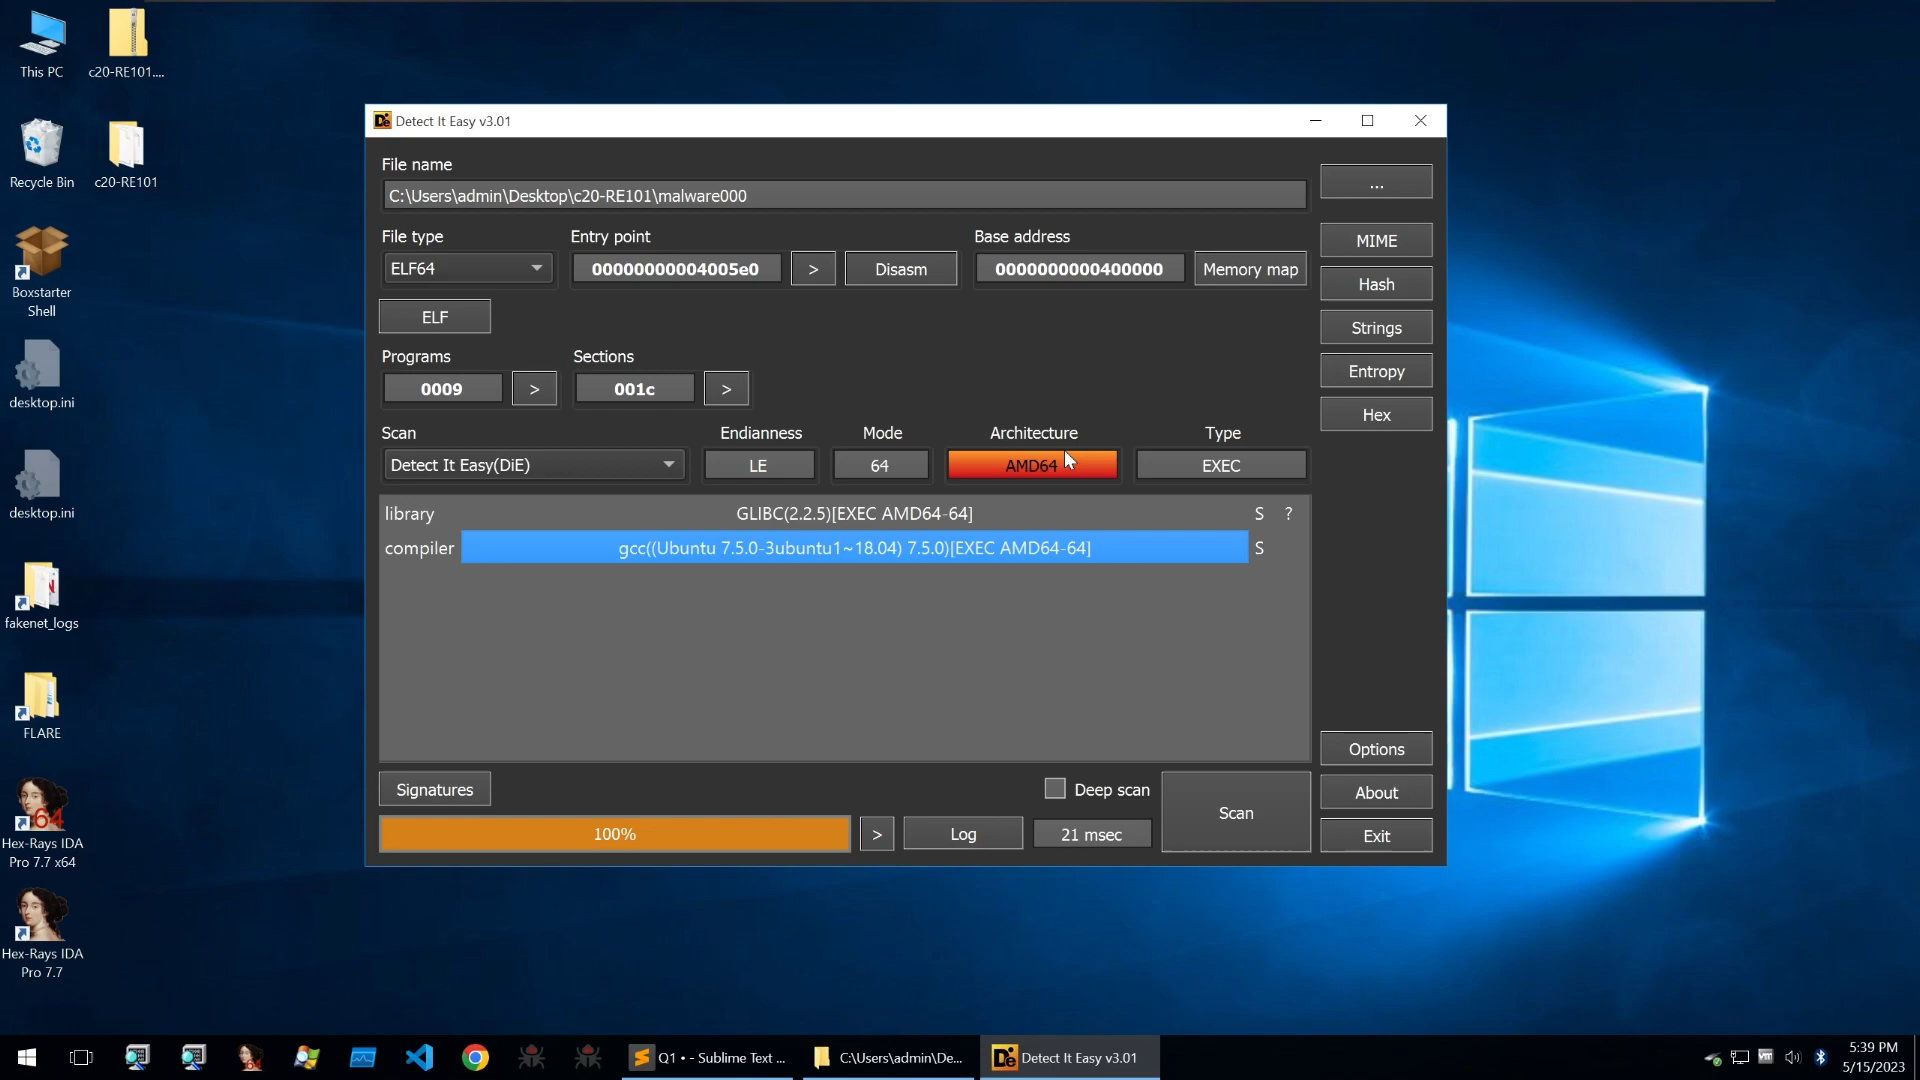 This PC
c20-RE101....
Recycle Bin
c20-RE101
Boxstarter
Shell
desktop.ini
desktop.ini
fakenet_logs
FLARE
64
Hex-Rays IDA
Pro 7.7 x64
Hex-Rays IDA
Pro 7.7
De Detect It Easy v3.01
File name
C:\Users\admin\Desktop\c20-RE101\malware000
...
File type
Entry point
Base address
MIME
ELF64
00000000004005e0
>
Disasm
0000000000400000
Memory map
Hash
ELF
Strings
Programs
Sections
Entropy
0009
>
001c
>
Hex
Scan
Endianness
Mode
Architecture
Type
Detect It Easy(DiE)
LE
64
AMD64
EXEC
library
GLIBC(2.2.5)[EXEC AMD64-64]
S ?
compiler
gcc((Ubuntu 7.5.0-3ubuntu1~18.04) 7.5.0)[EXEC AMD64-64]
S
Options
Signatures
Deep scan
Scan
About
100%
>
Log
21 msec
Exit
Q1 • - Sublime Text ...
C:\Users\admin\De...
De Detect It Easy v3.01
5:39 PM
5/15/2023